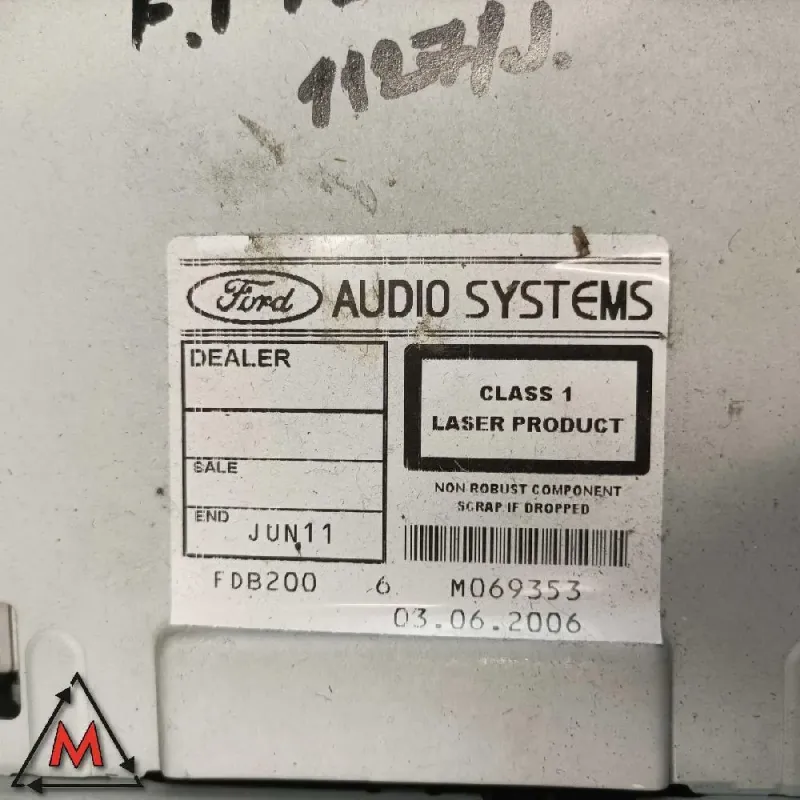 Ford AUDIO SYSTEMS
DEALER
CLASS 1
LASER PRODUCT
SALE
NON ROBUST COMPONENT
SCRAP IF DROPPED
END JUN11
FDB200 6 M069353
03.06.2006
M